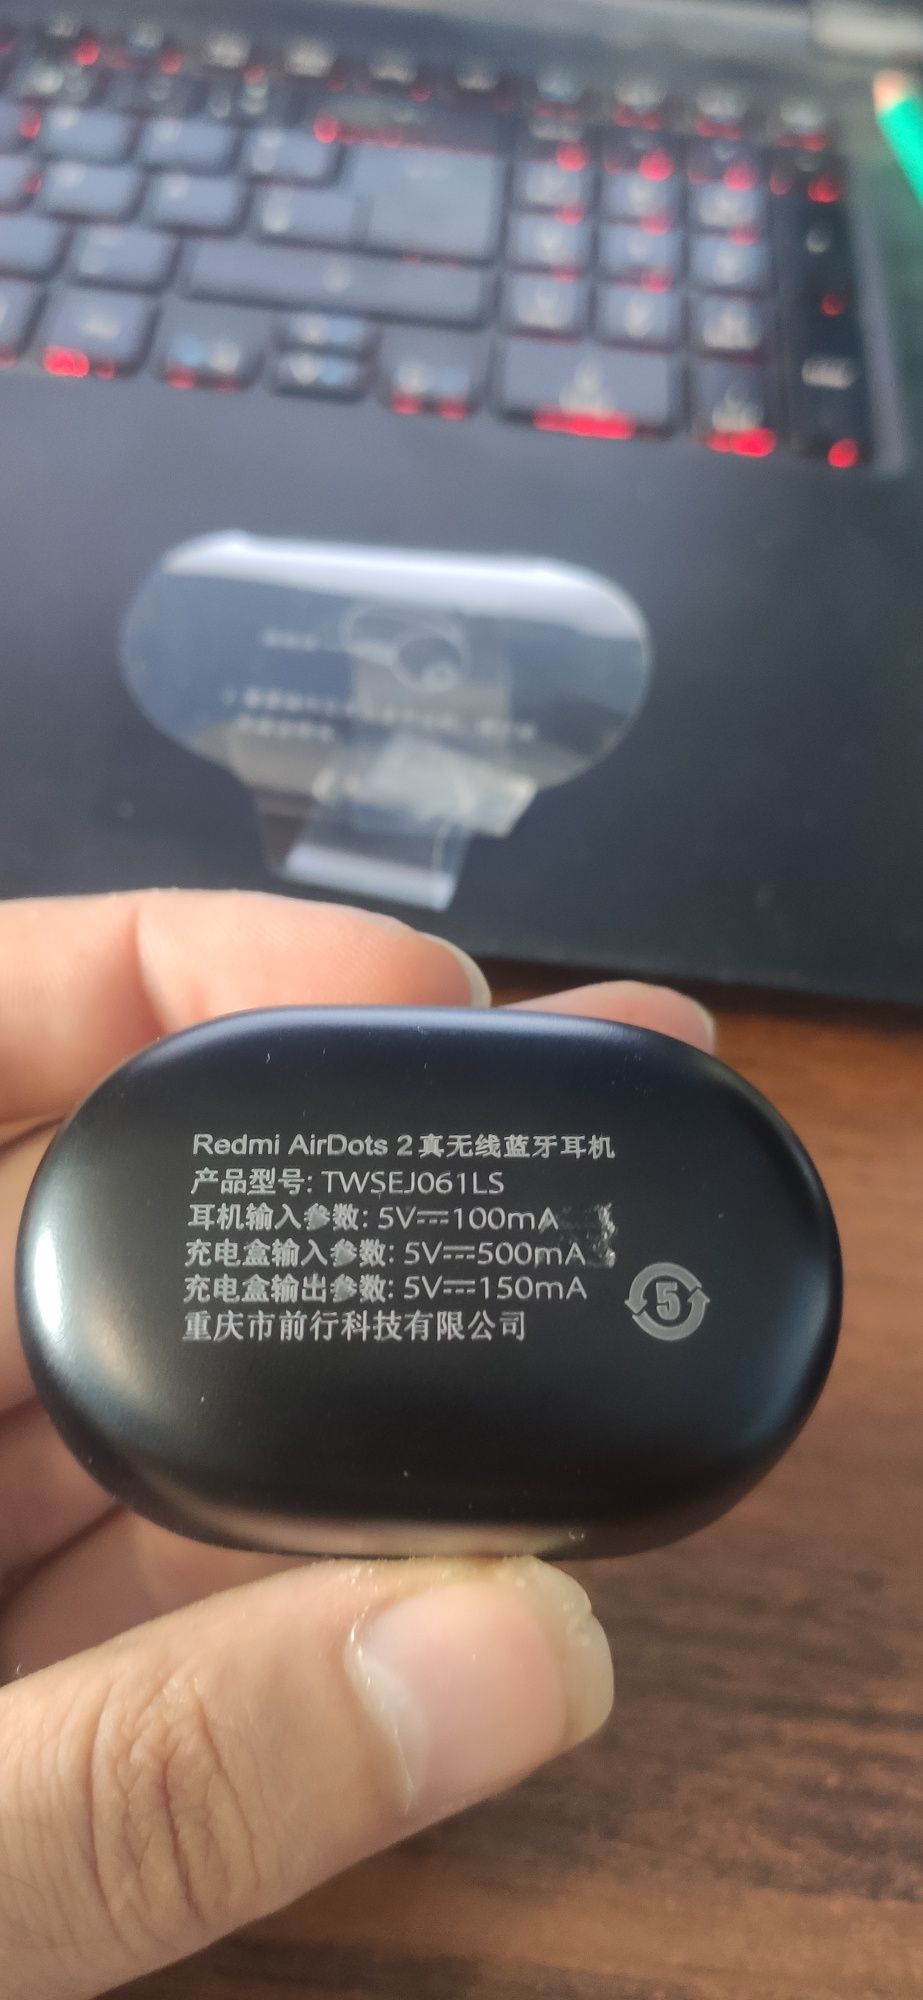 Redmi AirDots 2 真无线蓝牙耳机
产品型号: TWSEJ061LS
耳机输入参数: 5V⎓100mA
充电盒输入参数: 5V⎓500mA
充电盒输出参数: 5V⎓150mA
重庆市前行科技有限公司
5